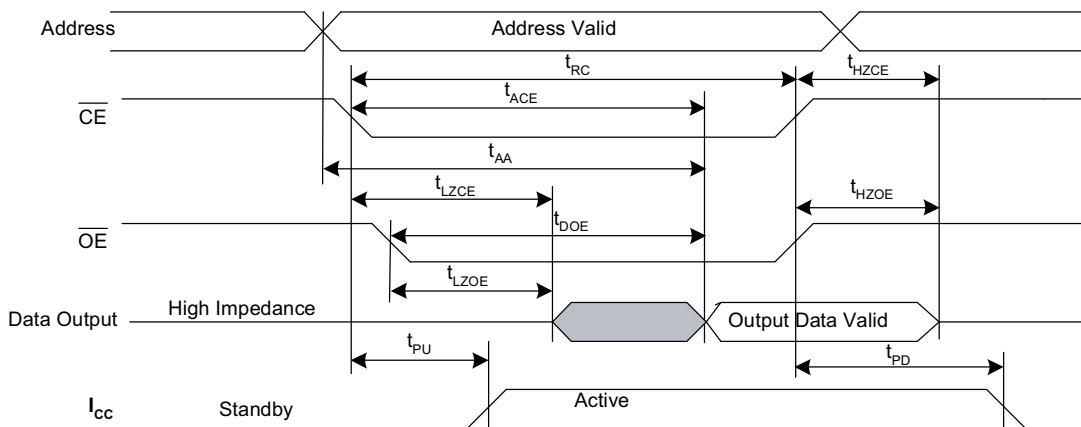 Address
Address Valid
tRC
tHZCE
tACE
CE
tAA
tLZCE
tHZOE
OE
tDOE
tLZOE
High Impedance
Data Output
Output Data Valid
tPU
tPD
ICC
Standby
Active